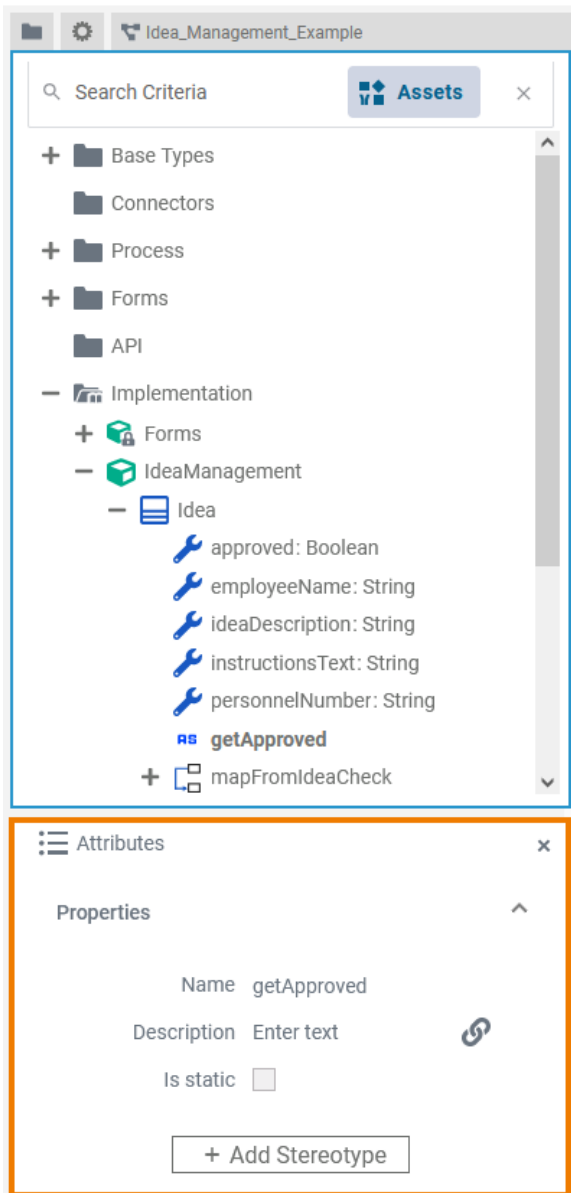 Idea_Management_Example
Search Criteria Assets
Base Types
Connectors
Process
Forms
API
Implementation
Forms
IdeaManagement
Idea
approved: Boolean
employeeName: String
ideaDescription: String
instructionsText: String
personnelNumber: String
AS getApproved
mapFromIdeaCheck
Attributes
Properties
Name getApproved
Description Enter text
Is static
+ Add Stereotype